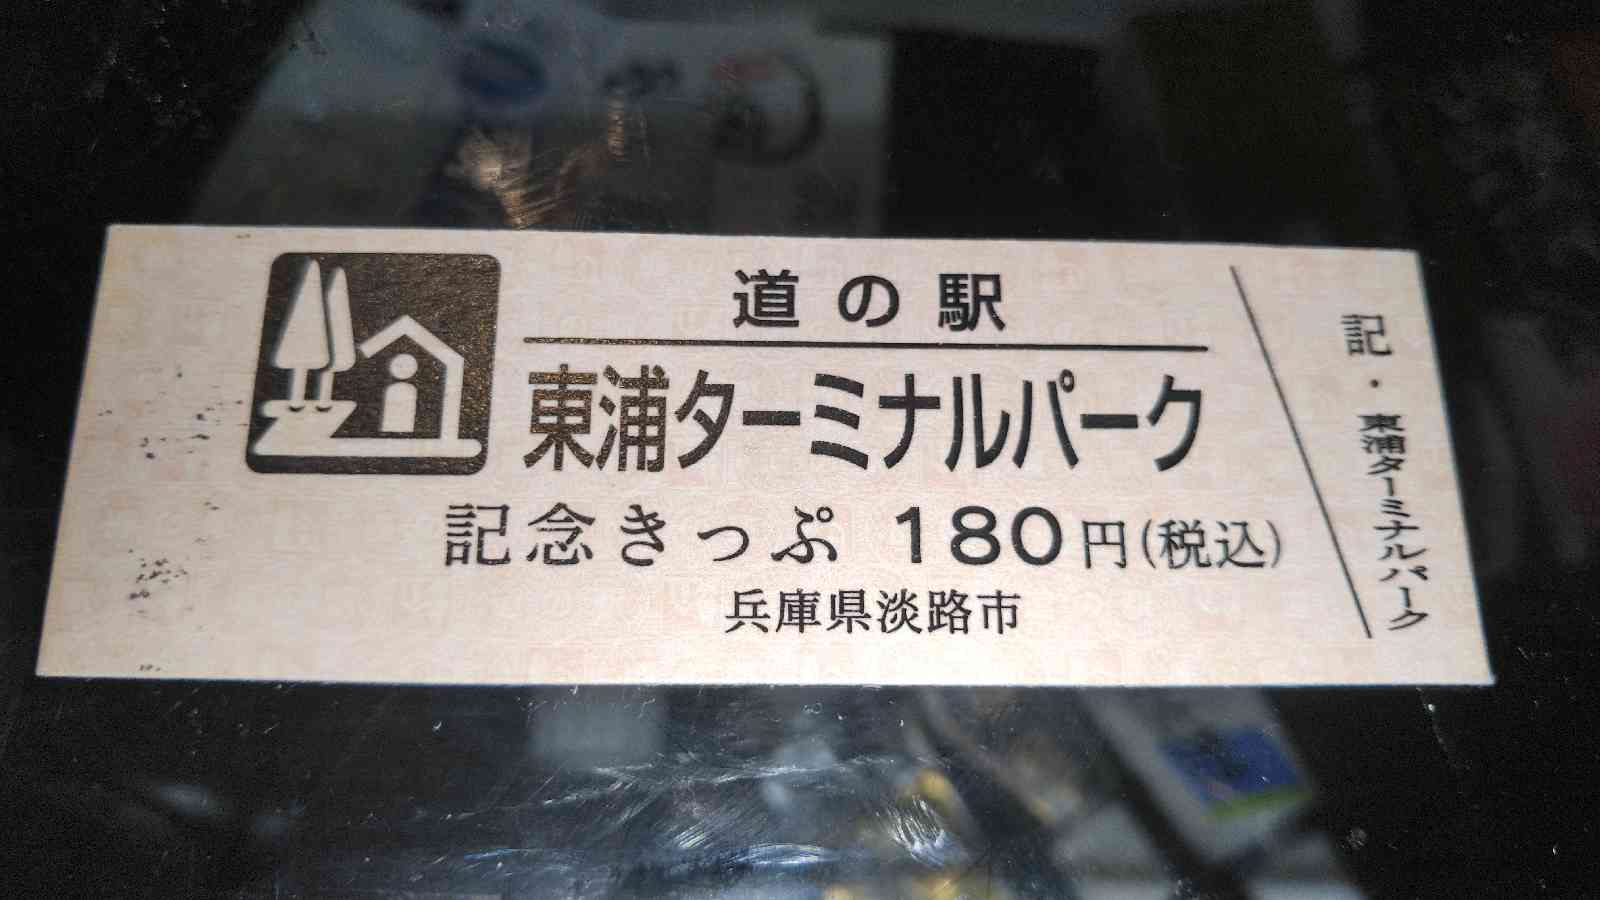 道の駅
東浦ターミナルパーク
記念きっぷ 180円(税込)
兵庫県淡路市
記・東浦ターミナルパーク